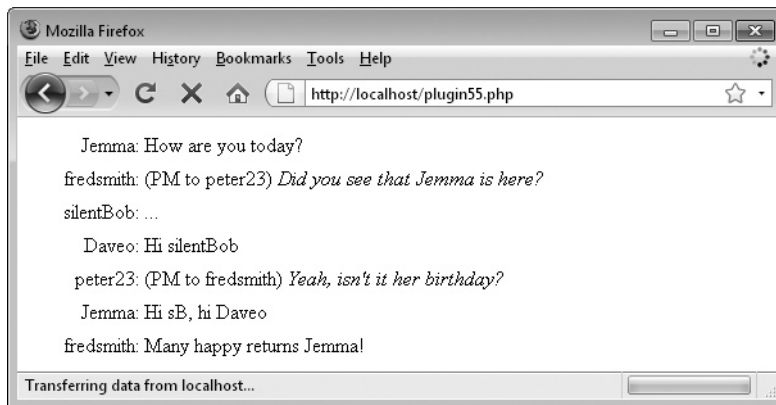 Mozilla Firefox
File Edit View History Bookmarks Tools Help
http://localhost/plugin55.php
Jemma: How are you today?
fredsmith: (PM to peter23) Did you see that Jemma is here?
silentBob: ...
Daveo: Hi silentBob
peter23: (PM to fredsmith) Yeah, isn't it her birthday?
Jemma: Hi sB, hi Daveo
fredsmith: Many happy returns Jemma!
Transferring data from localhost...